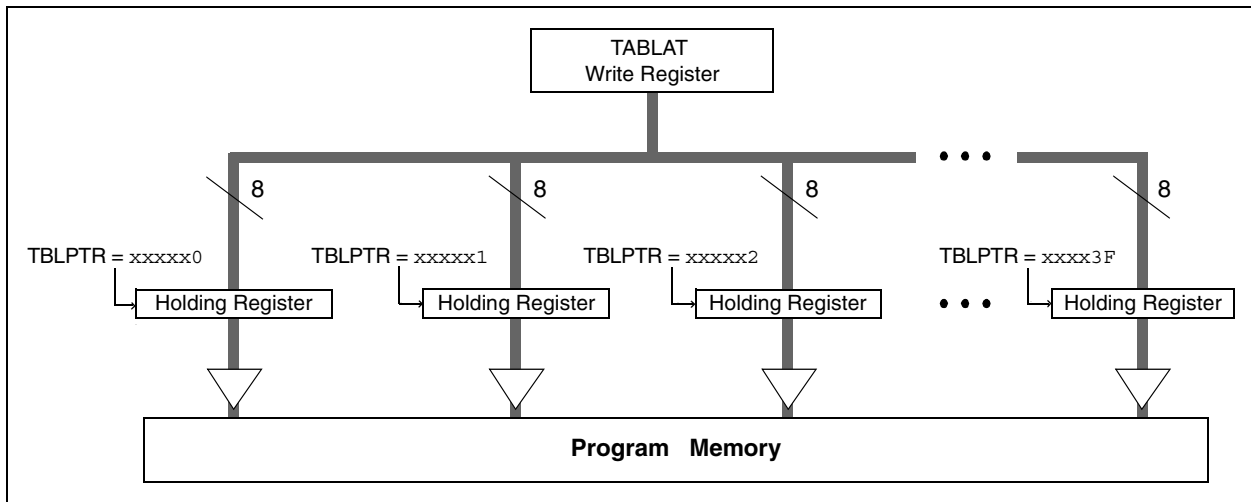 TABLAT
Write Register
8 8 8 8
TBLPTR = xxxxx0 TBLPTR = xxxxx1 TBLPTR = xxxxx2 TBLPTR = xxxx3F
Holding Register Holding Register Holding Register Holding Register
Program Memory